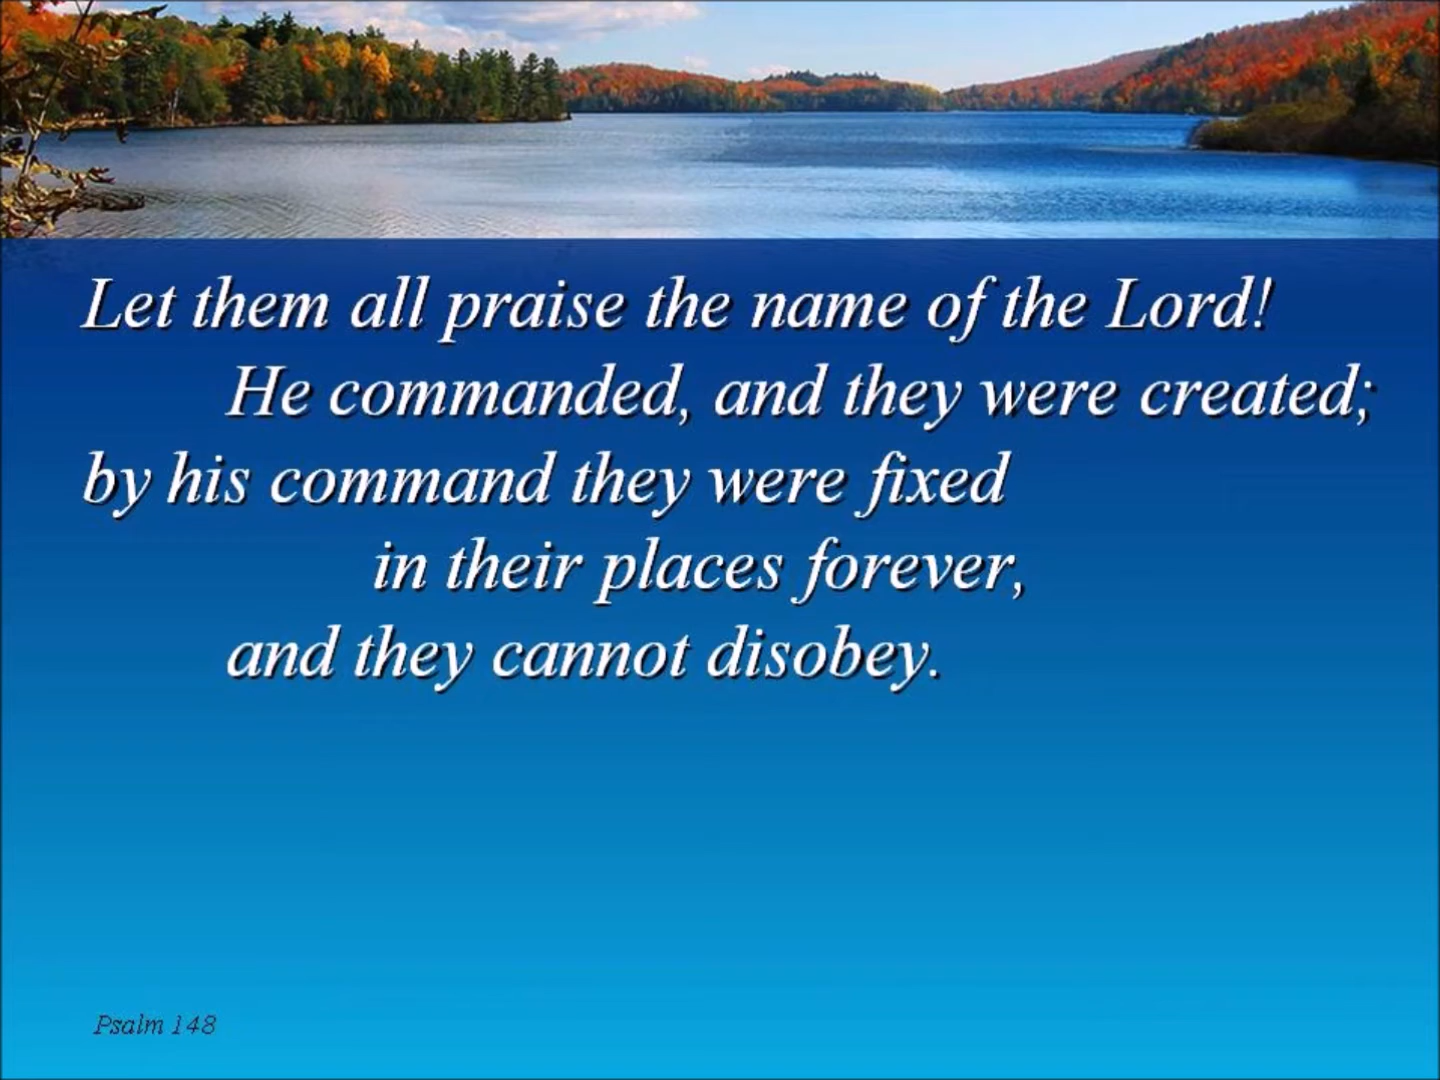 Let them all praise the name of the Lord!
He commanded, and they were created;
by his command they were fixed
in their places forever,
and they cannot disobey.
Psalm 148